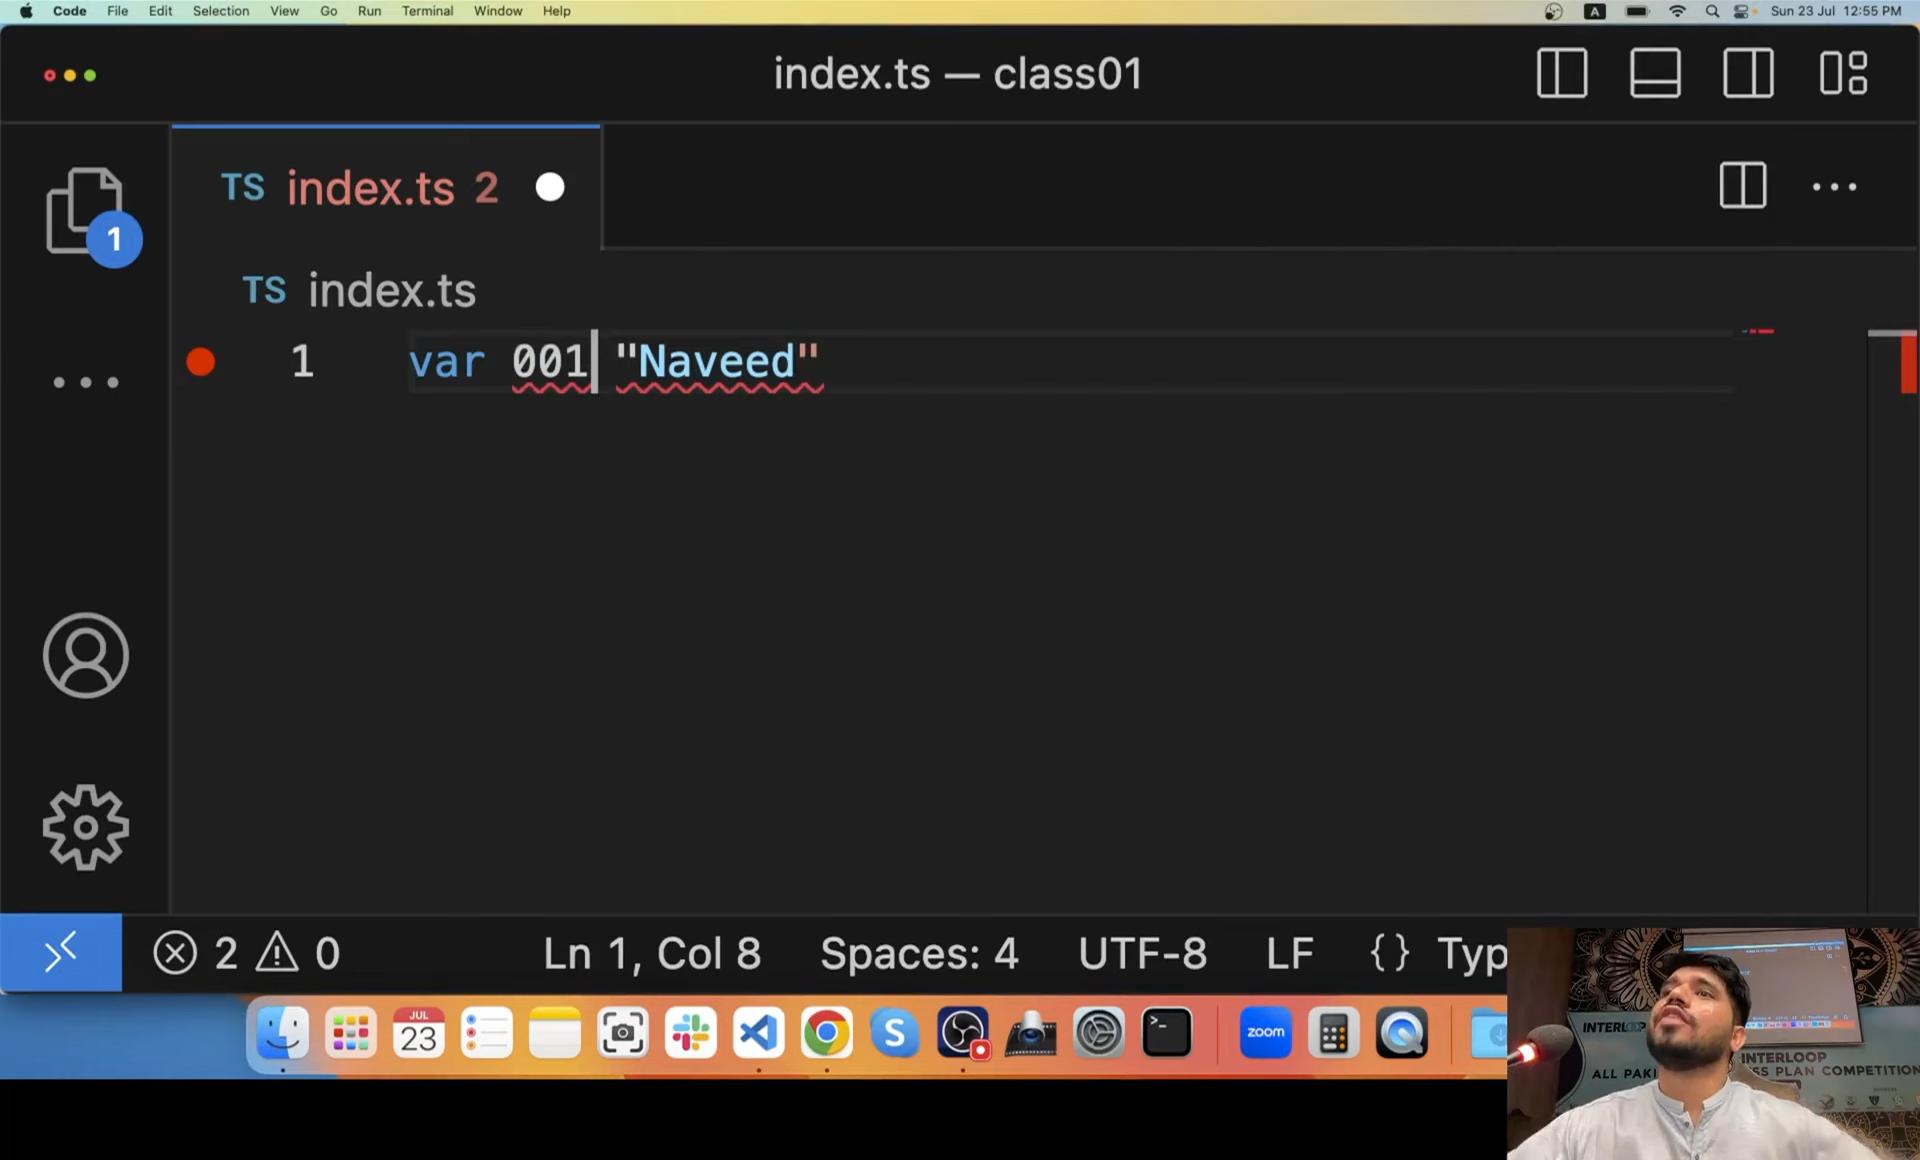 Code File Edit Selection View Go Run Terminal Window Help
A Sun 23 Jul 12:55 PM
index.ts — class01
TS index.ts 2
1
TS index.ts
1 var 001 "Naveed"
2 0 Ln 1, Col 8 Spaces: 4 UTF-8 LF {} Typ
JUL
23
S
>_
zoom
INTERLOOP
ALL PAKI
INTERLOOP
SS PLAN COMPETITION